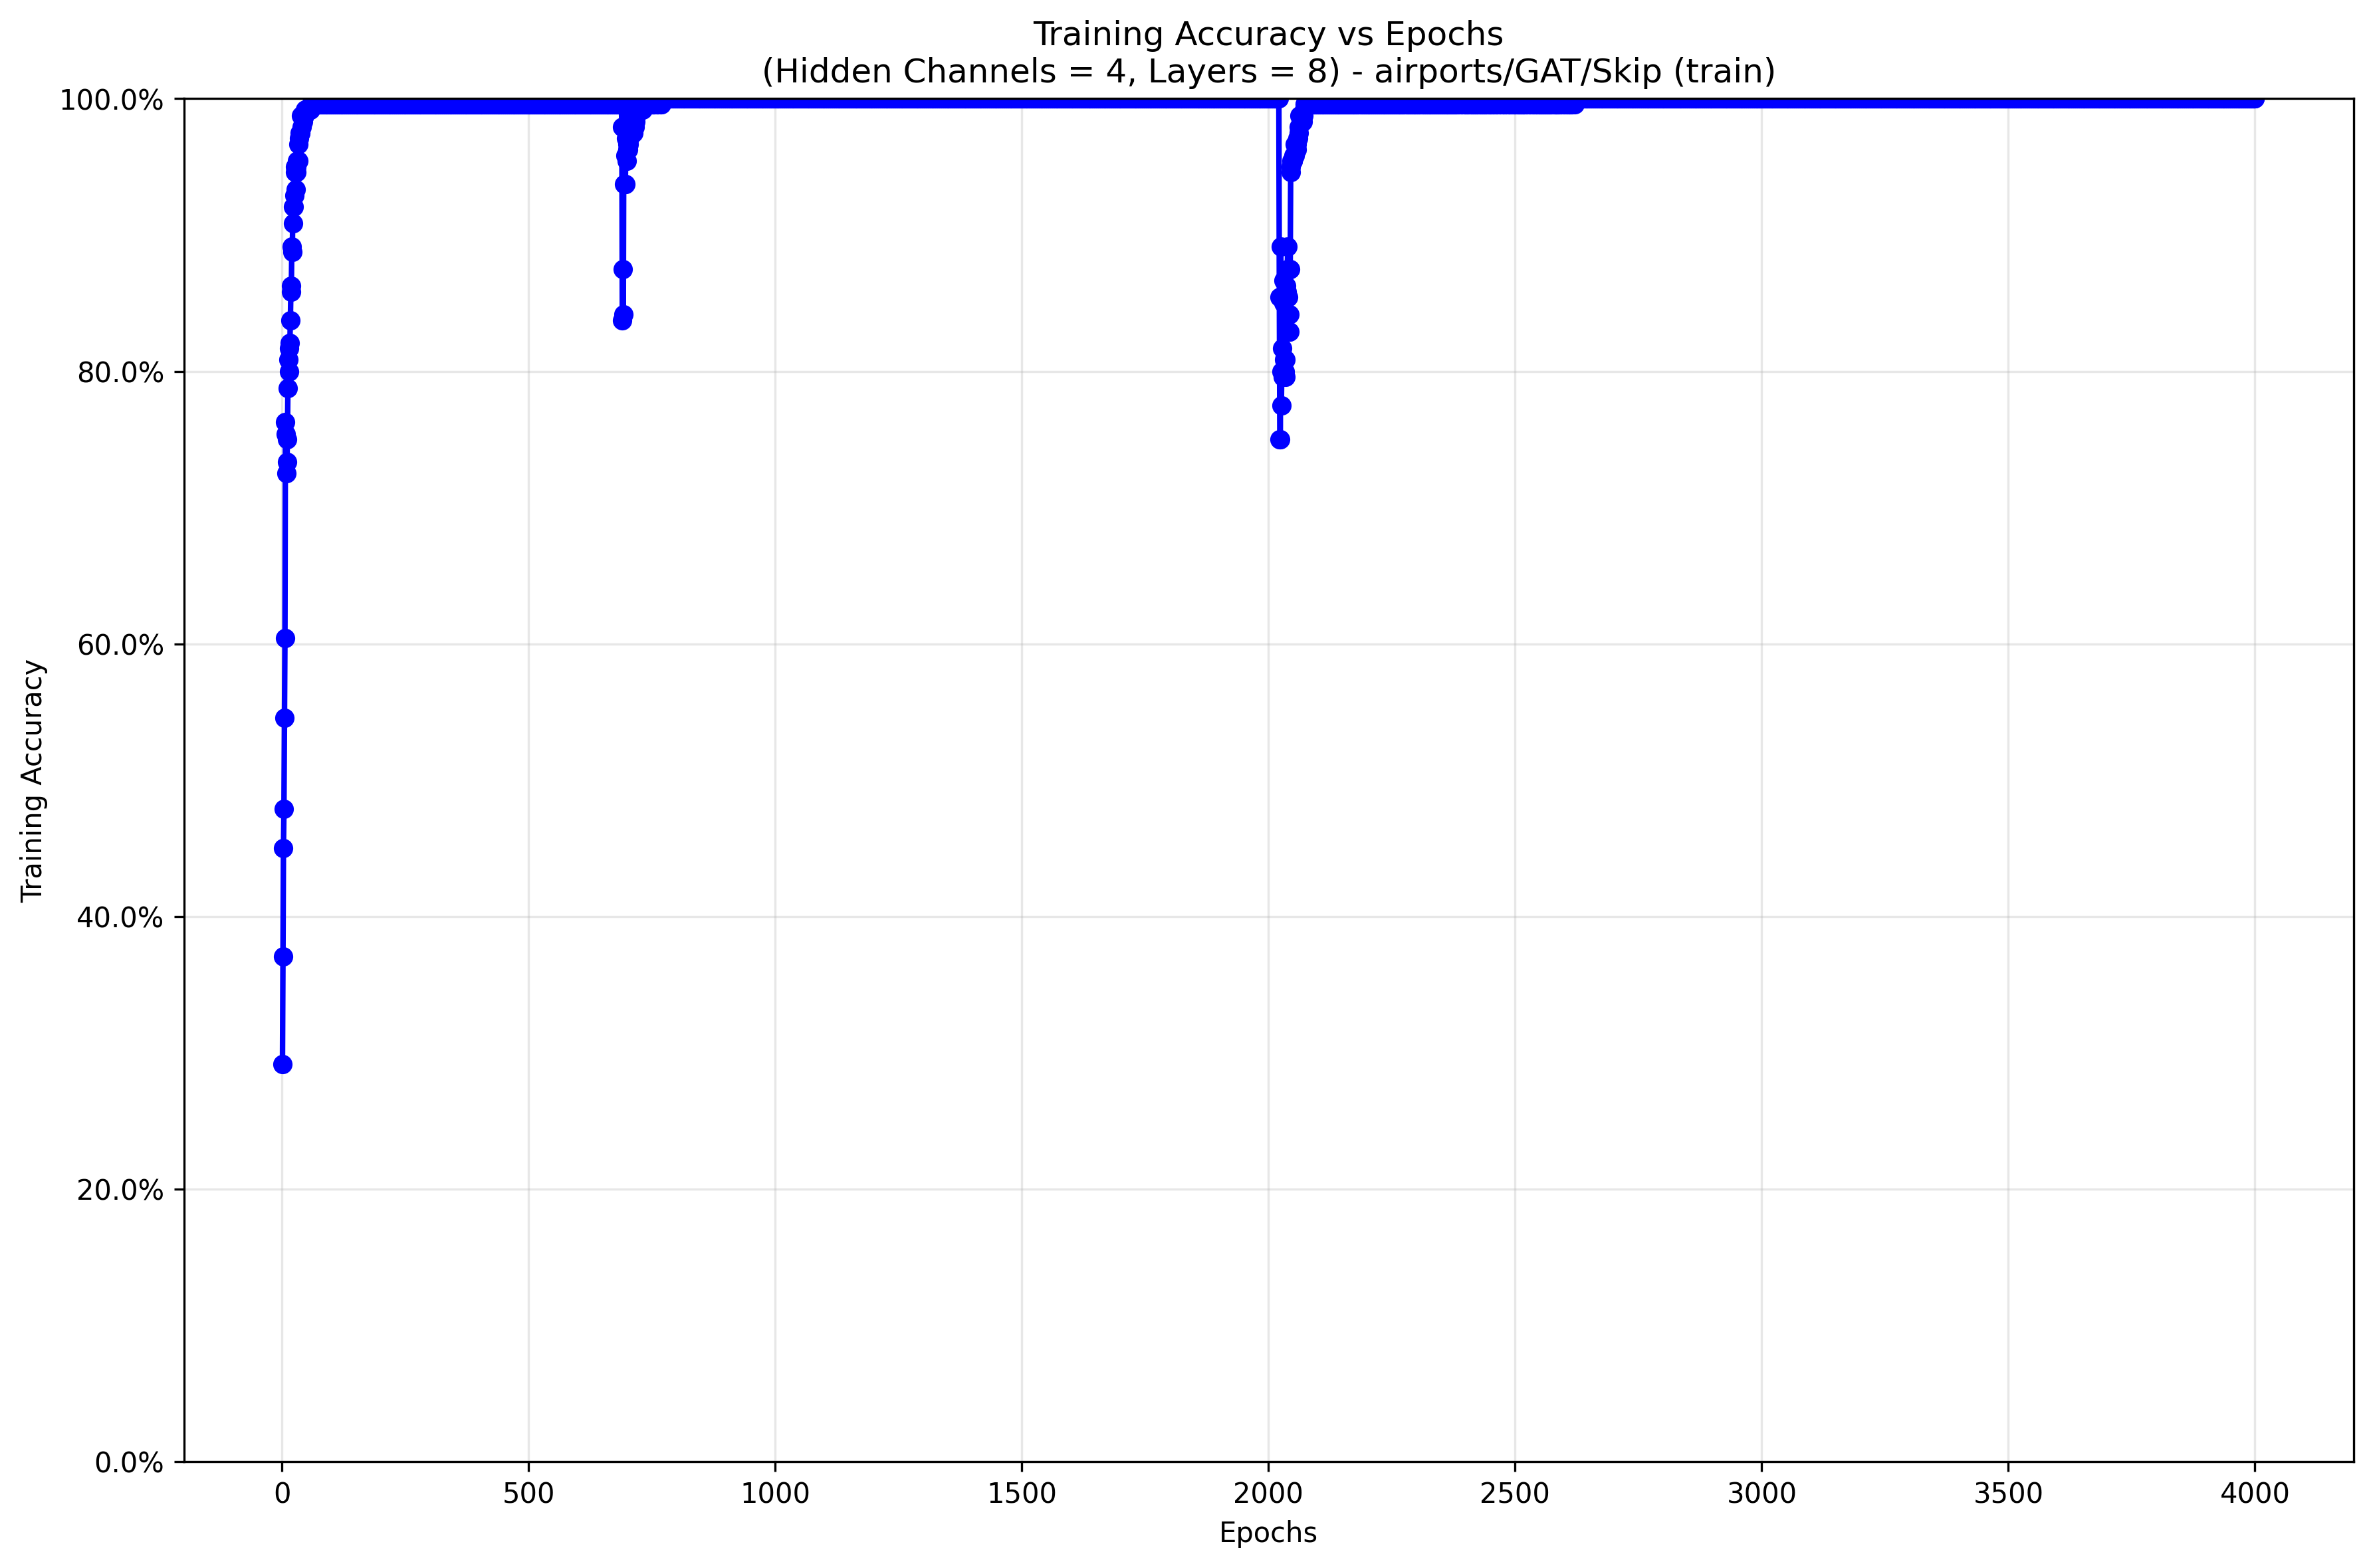 Training Accuracy vs Epochs
(Hidden Channels = 4, Layers = 8) - airports/GAT/Skip (train)
100.0%
80.0%
60.0%
40.0%
20.0%
0.0%
Training Accuracy
0 500 1000 1500 2000 2500 3000 3500 4000
Epochs